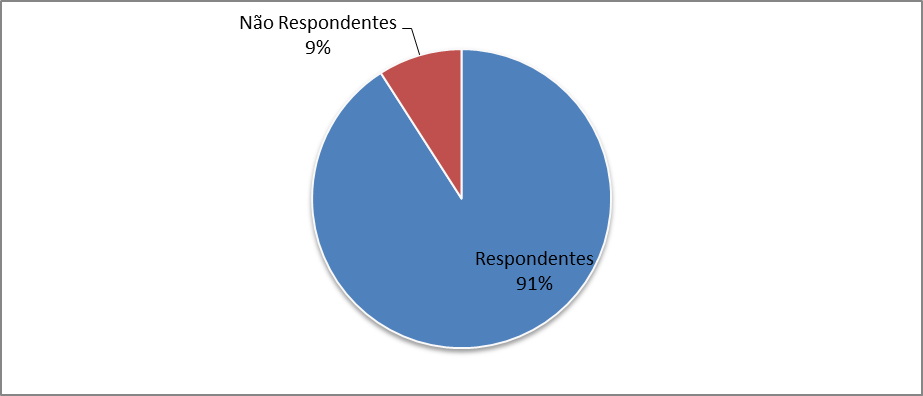 Não Respondentes
9%
Respondentes
91%